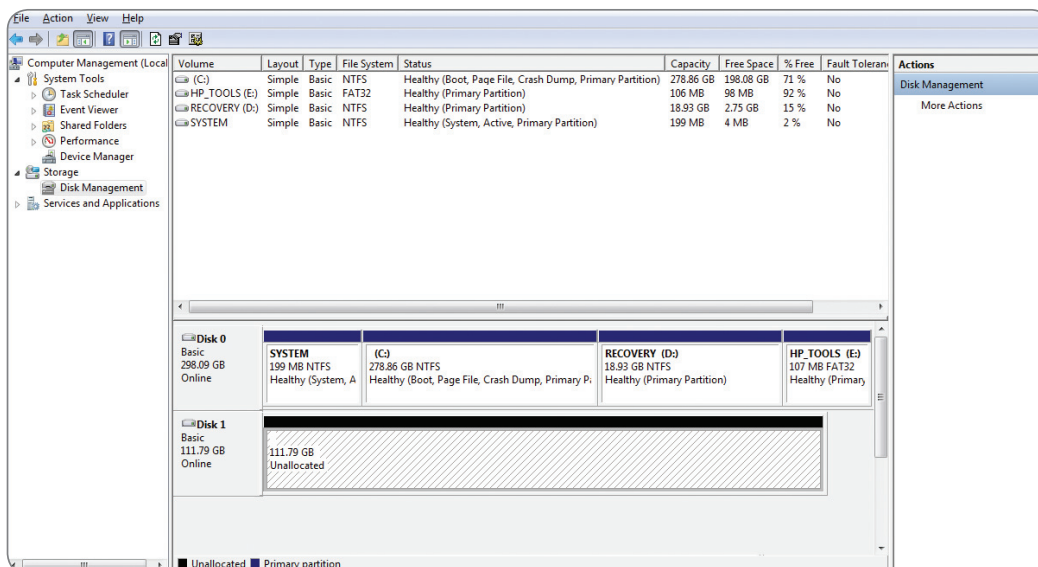 File Action View Help
Computer Management (Local
System Tools
Task Scheduler
Event Viewer
Shared Folders
Performance
Device Manager
Storage
Disk Management
Services and Applications
Volume Layout Type File System Status Capacity Free Space % Free Fault Toleran
(C:) Simple Basic NTFS Healthy (Boot, Page File, Crash Dump, Primary Partition) 278.86 GB 198.08 GB 71 % No
HP_TOOLS (E:) Simple Basic FAT32 Healthy (Primary Partition) 106 MB 98 MB 92 % No
RECOVERY (D:) Simple Basic NTFS Healthy (Primary Partition) 18.93 GB 2.75 GB 15 % No
SYSTEM Simple Basic NTFS Healthy (System, Active, Primary Partition) 199 MB 4 MB 2 % No
Disk 0
Basic
298.09 GB
Online
SYSTEM
199 MB NTFS
Healthy (System, A
(C:)
278.86 GB NTFS
Healthy (Boot, Page File, Crash Dump, Primary P
RECOVERY (D:)
18.93 GB NTFS
Healthy (Primary Partition)
HP_TOOLS (E:)
107 MB FAT32
Healthy (Primary
Disk 1
Basic
111.79 GB
Online
111.79 GB
Unallocated
Unallocated Primary partition
Actions
Disk Management
More Actions